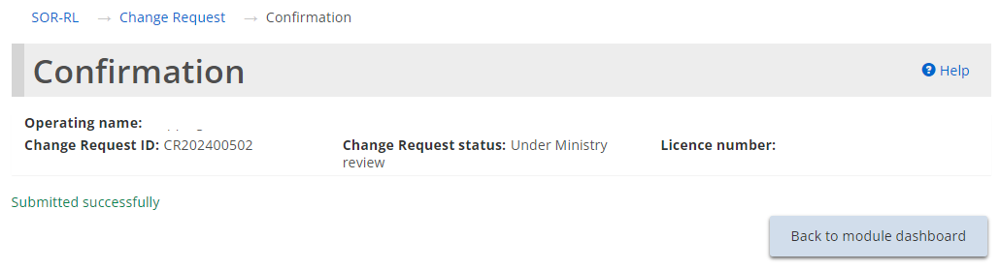 SOR-RL → Change Request → Confirmation
Confirmation
? Help
Operating name:
Change Request ID: CR202400502
Change Request status: Under Ministry
review
Licence number:
Submitted successfully
Back to module dashboard